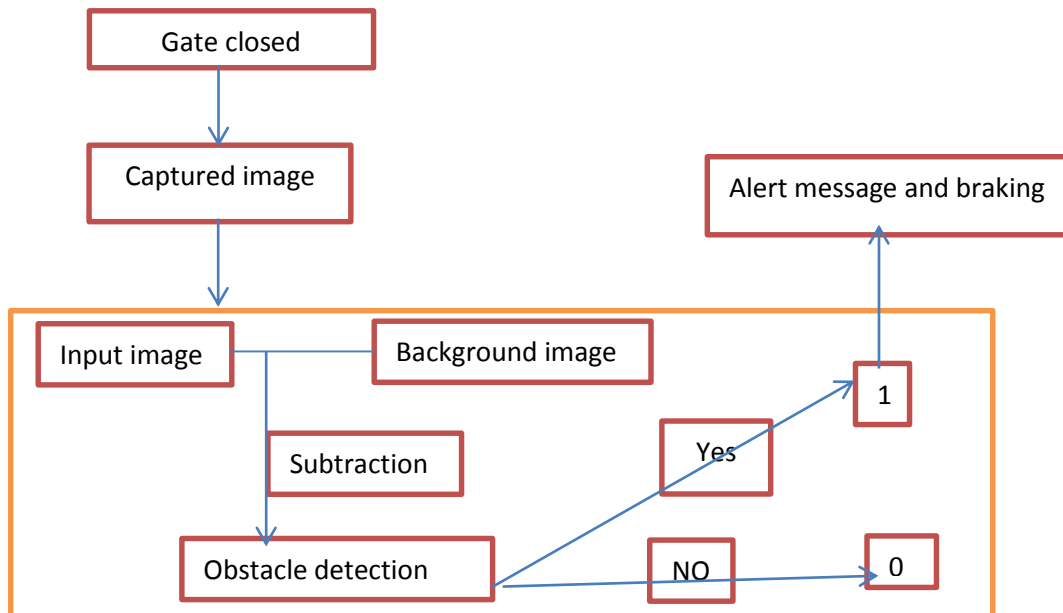 Gate closed
Captured image
Alert message and braking
Input image
Background image
1
Subtraction
Yes
Obstacle detection
NO
0